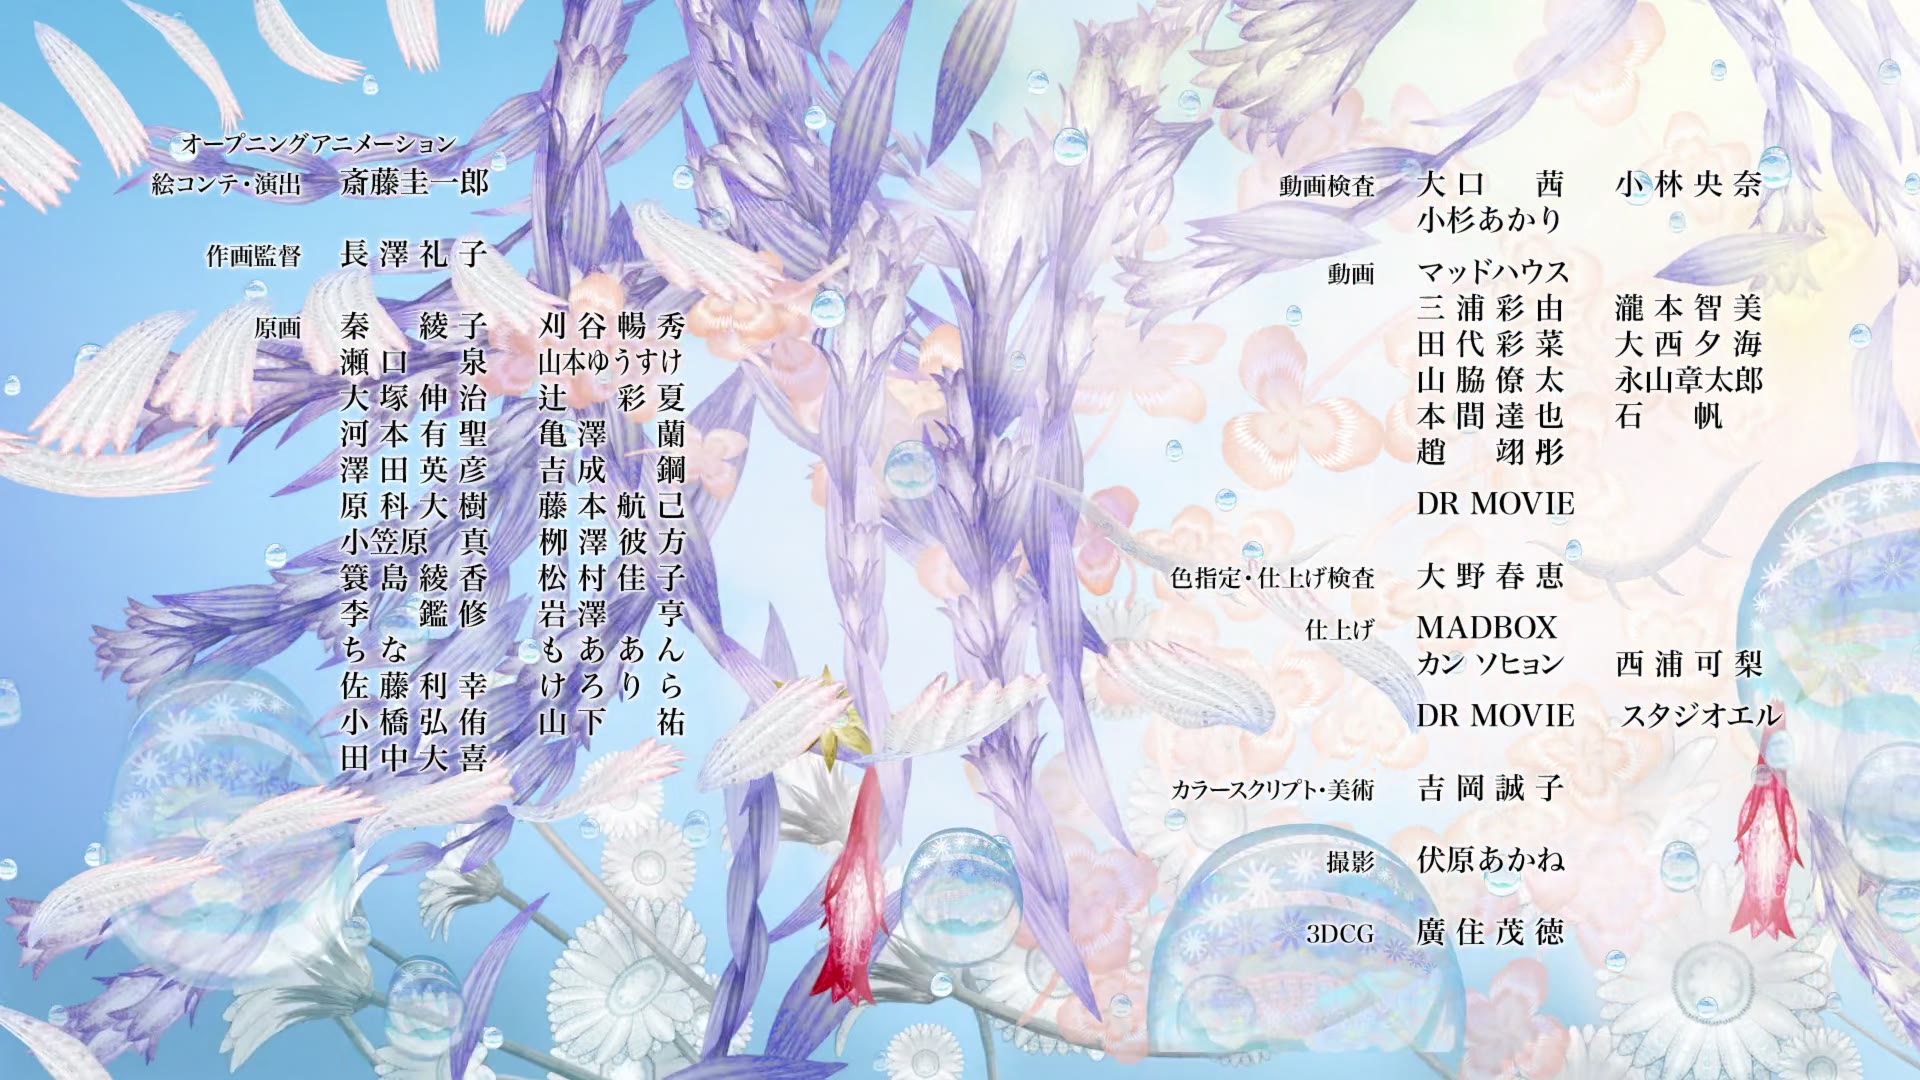 オープニングアニメーション
絵コンテ・演出 斎藤圭一郎
作画監督 長澤礼子
原画 秦 綾子 刈谷暢秀
瀬口 泉 山本ゆうすけ
大塚伸治 辻 彩夏
河本有聖 亀澤 蘭
澤田英彦 吉成 鋼
原科大樹 藤本航己
小笠原 真 栁澤彼方
簑島綾香 松村佳子
李 鑑修 岩澤 亨
ちな もああん
佐藤利幸 けろりら
小橋弘侑 山下 祐
田中大喜
動画検査 大口 茜 小林央奈
小杉あかり
動画 マッドハウス
三浦彩由 瀧本智美
田代彩菜 大西夕海
山脇僚太 永山章太郎
本間達也 石 帆
趙 翊彤
DR MOVIE
色指定・仕上げ検査 大野春恵
仕上げ MADBOX
カン ソヒョン 西浦可梨
DR MOVIE スタジオエル
カラースクリプト・美術 吉岡誠子
撮影 伏原あかね
3DCG 廣住茂徳